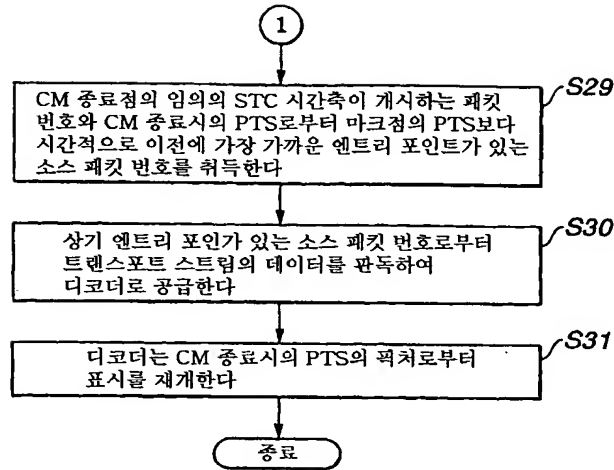 1
S29
CM 종료점의 임의의 STC 시간축이 개시하는 패킷
번호와 CM 종료시의 PTS로부터 마크점의 PTS보다
시간적으로 이전에 가장 가까운 엔트리 포인트가 있는
소스 패킷 번호를 취득한다
S30
상기 엔트리 포인가 있는 소스 패킷 번호로부터
트랜스포트 스트림의 데이터를 판독하여
디코더로 공급한다
S31
디코더는 CM 종료시의 PTS의 픽처로부터
표시를 재개한다
종료